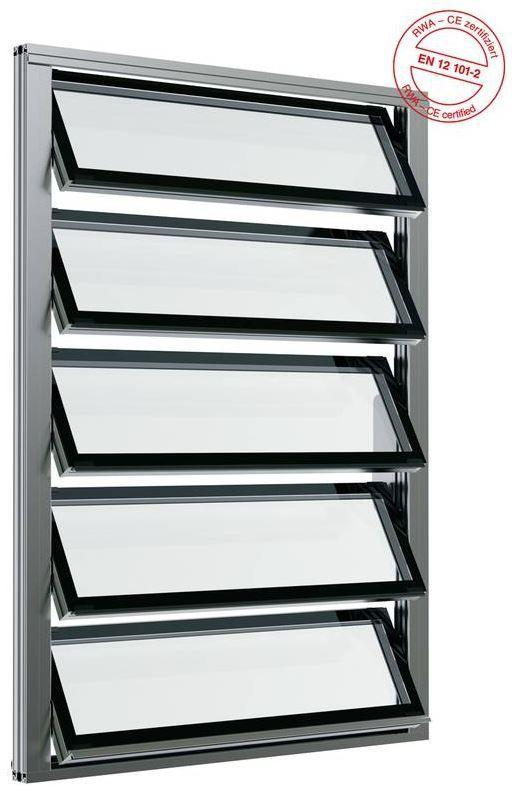 RWA – CE zertifiziert
EN 12 101-2
RWA – CE certified